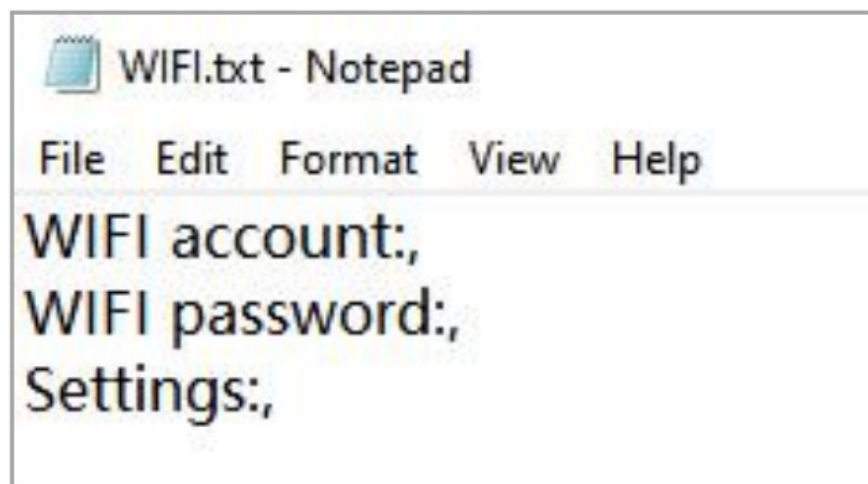 WIFI.txt - Notepad
File Edit Format View Help
WIFI account:,
WIFI password:,
Settings:,